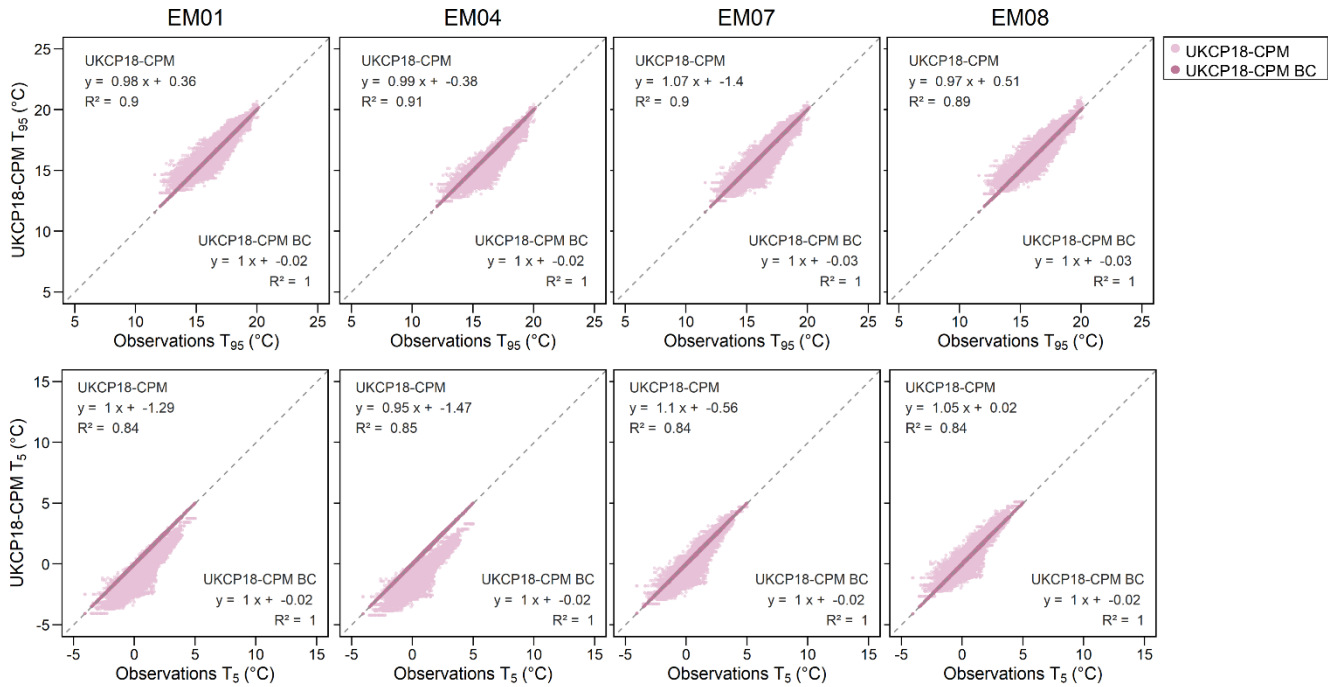 EM01
EM04
EM07
EM08
UKCP18-CPM
UKCP18-CPM BC
UKCP18-CPM T95 (°C)
25
20
15
10
5
UKCP18-CPM
y = 0.98 x + 0.36
R² = 0.9
UKCP18-CPM BC
y = 1 x + -0.02
R² = 1
5 10 15 20 25
Observations T95 (°C)
UKCP18-CPM
y = 0.99 x + -0.38
R² = 0.91
UKCP18-CPM BC
y = 1 x + -0.02
R² = 1
5 10 15 20 25
Observations T95 (°C)
UKCP18-CPM
y = 1.07 x + -1.4
R² = 0.9
UKCP18-CPM BC
y = 1 x + -0.03
R² = 1
5 10 15 20 25
Observations T95 (°C)
UKCP18-CPM
y = 0.97 x + 0.51
R² = 0.89
UKCP18-CPM BC
y = 1 x + -0.03
R² = 1
5 10 15 20 25
Observations T95 (°C)
UKCP18-CPM T5 (°C)
15
10
5
0
-5
UKCP18-CPM
y = 1 x + -1.29
R² = 0.84
UKCP18-CPM BC
y = 1 x + -0.02
R² = 1
-5 0 5 10 15
Observations T5 (°C)
UKCP18-CPM
y = 0.95 x + -1.47
R² = 0.85
UKCP18-CPM BC
y = 1 x + -0.02
R² = 1
-5 0 5 10 15
Observations T5 (°C)
UKCP18-CPM
y = 1.1 x + -0.56
R² = 0.84
UKCP18-CPM BC
y = 1 x + -0.02
R² = 1
-5 0 5 10 15
Observations T5 (°C)
UKCP18-CPM
y = 1.05 x + 0.02
R² = 0.84
UKCP18-CPM BC
y = 1 x + -0.02
R² = 1
-5 0 5 10 15
Observations T5 (°C)